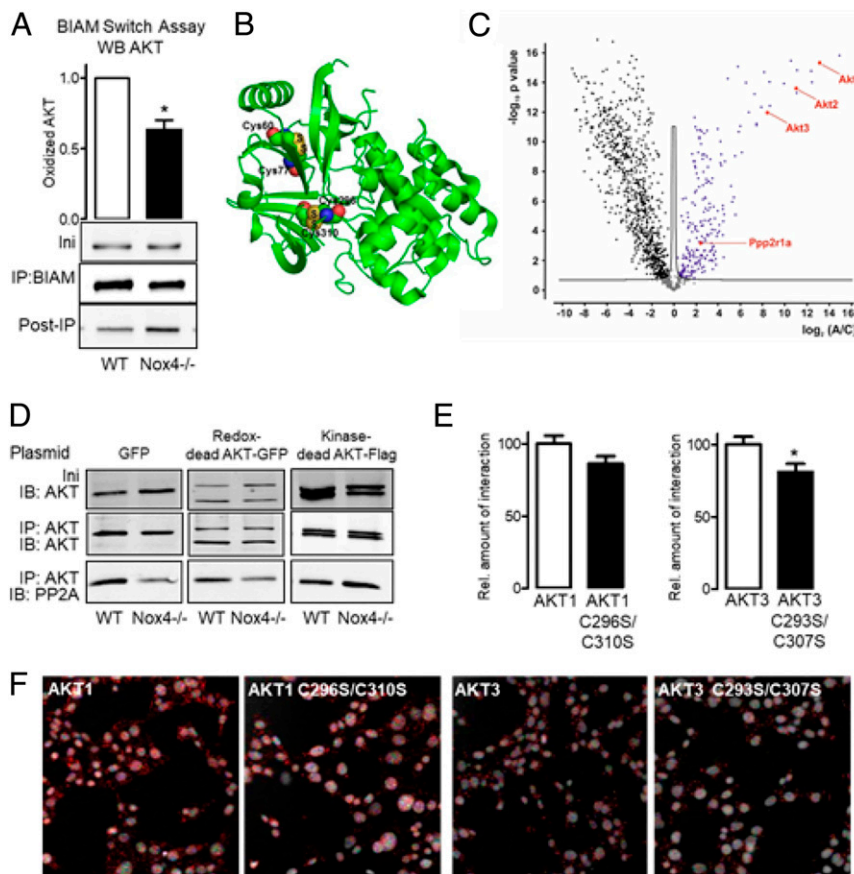 A
BIAM Switch Assay
WB AKT
Oxidized AKT
1.0
*
0.5
0.0
Ini
IP:BIAM
Post-IP
WT Nox4-/-
B
Cys60
Cys77
Cys296
Cys310
C
-log₁₀ p value
16
14
12
10
8
6
4
2
0
Akt
Akt2
Akt3
Ppp2r1a
-10 -8 -6 -4 -2 0 2 4 6 8 10 12 14 16
log₂ (A/C)
D
Plasmid
GFP
Redox-
dead AKT-GFP
Kinase-
dead AKT-Flag
Ini
IB: AKT
IP: AKT
IB: AKT
IP: AKT
IB: PP2A
WT Nox4-/- WT Nox4-/- WT Nox4-/-
E
Rel. amount of interaction
100
50
0
AKT1
AKT1
C296S/
C310S
Rel. amount of interaction
100
50
0
*
AKT3
AKT3
C293S/
C307S
F
AKT1
AKT1 C296S/C310S
AKT3
AKT3 C293S/C307S